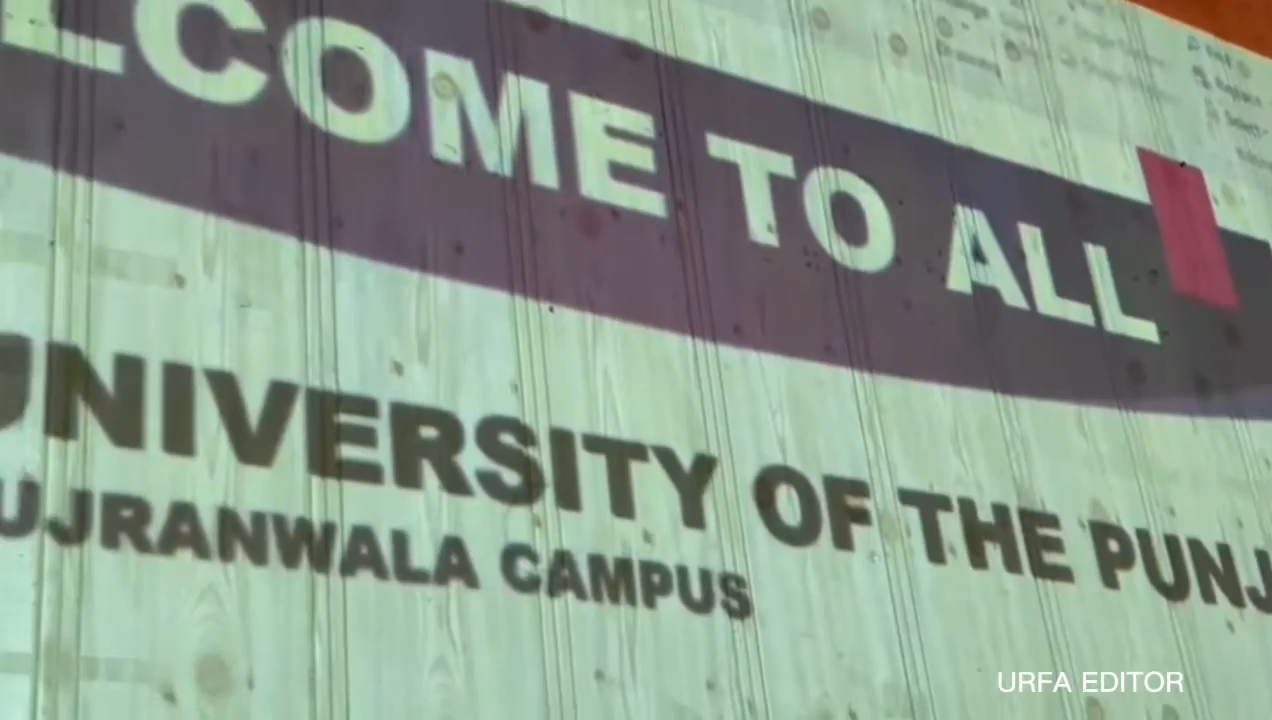 LCOME TO ALL
UNIVERSITY OF THE PUNJ
UJRANWALA CAMPUS
URFA EDITOR